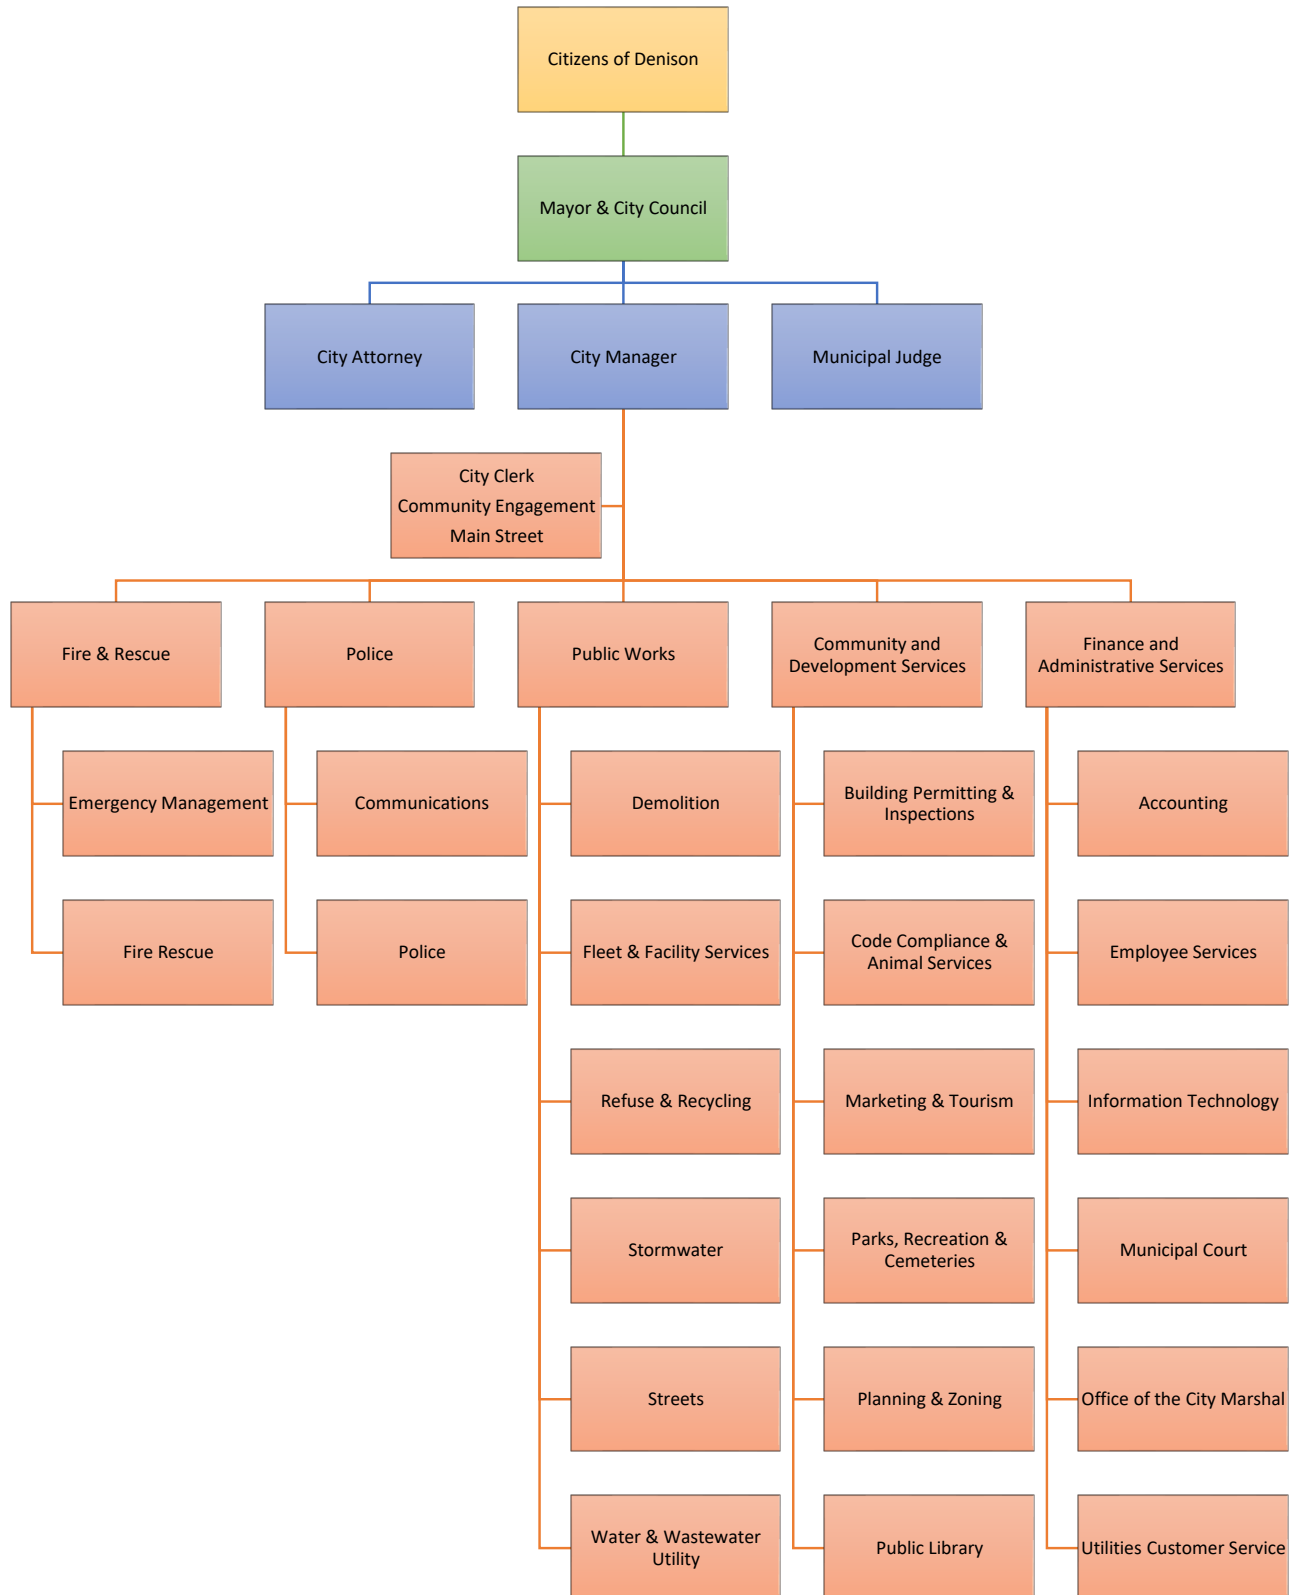 Citizens of Denison
Mayor & City Council
City Attorney
City Manager
Municipal Judge
City Clerk
Community Engagement
Main Street
Fire & Rescue
Police
Public Works
Community and
Development Services
Finance and
Administrative Services
Emergency Management
Communications
Demolition
Building Permitting &
Inspections
Accounting
Fire Rescue
Police
Fleet & Facility Services
Code Compliance &
Animal Services
Employee Services
Refuse & Recycling
Marketing & Tourism
Information Technology
Stormwater
Parks, Recreation &
Cemeteries
Municipal Court
Streets
Planning & Zoning
Office of the City Marshal
Water & Wastewater
Utility
Public Library
Utilities Customer Service